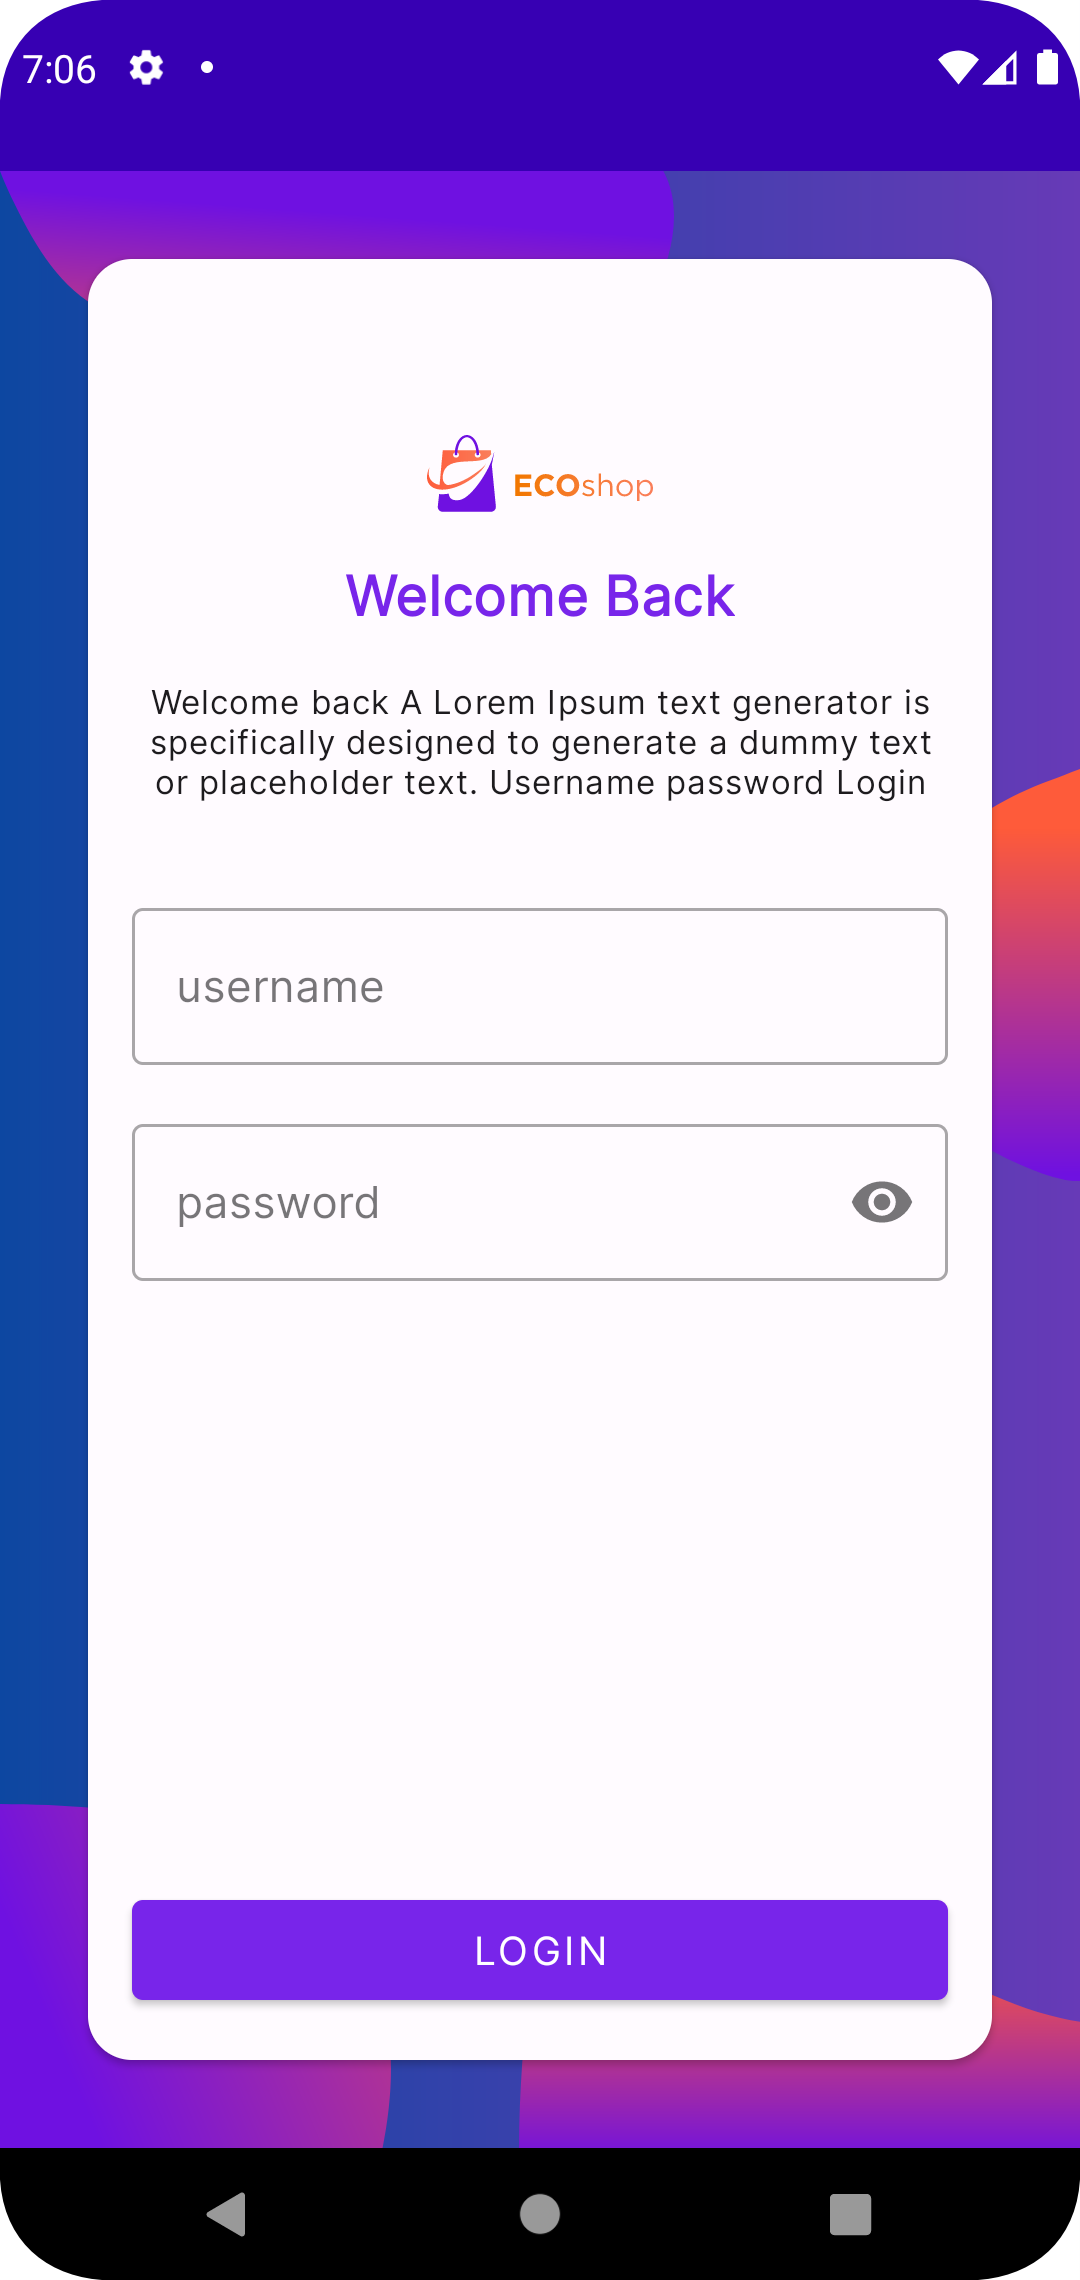 7:06
ECOshop
Welcome Back
Welcome back A Lorem Ipsum text generator is
specifically designed to generate a dummy text
or placeholder text. Username password Login
username
password
LOGIN